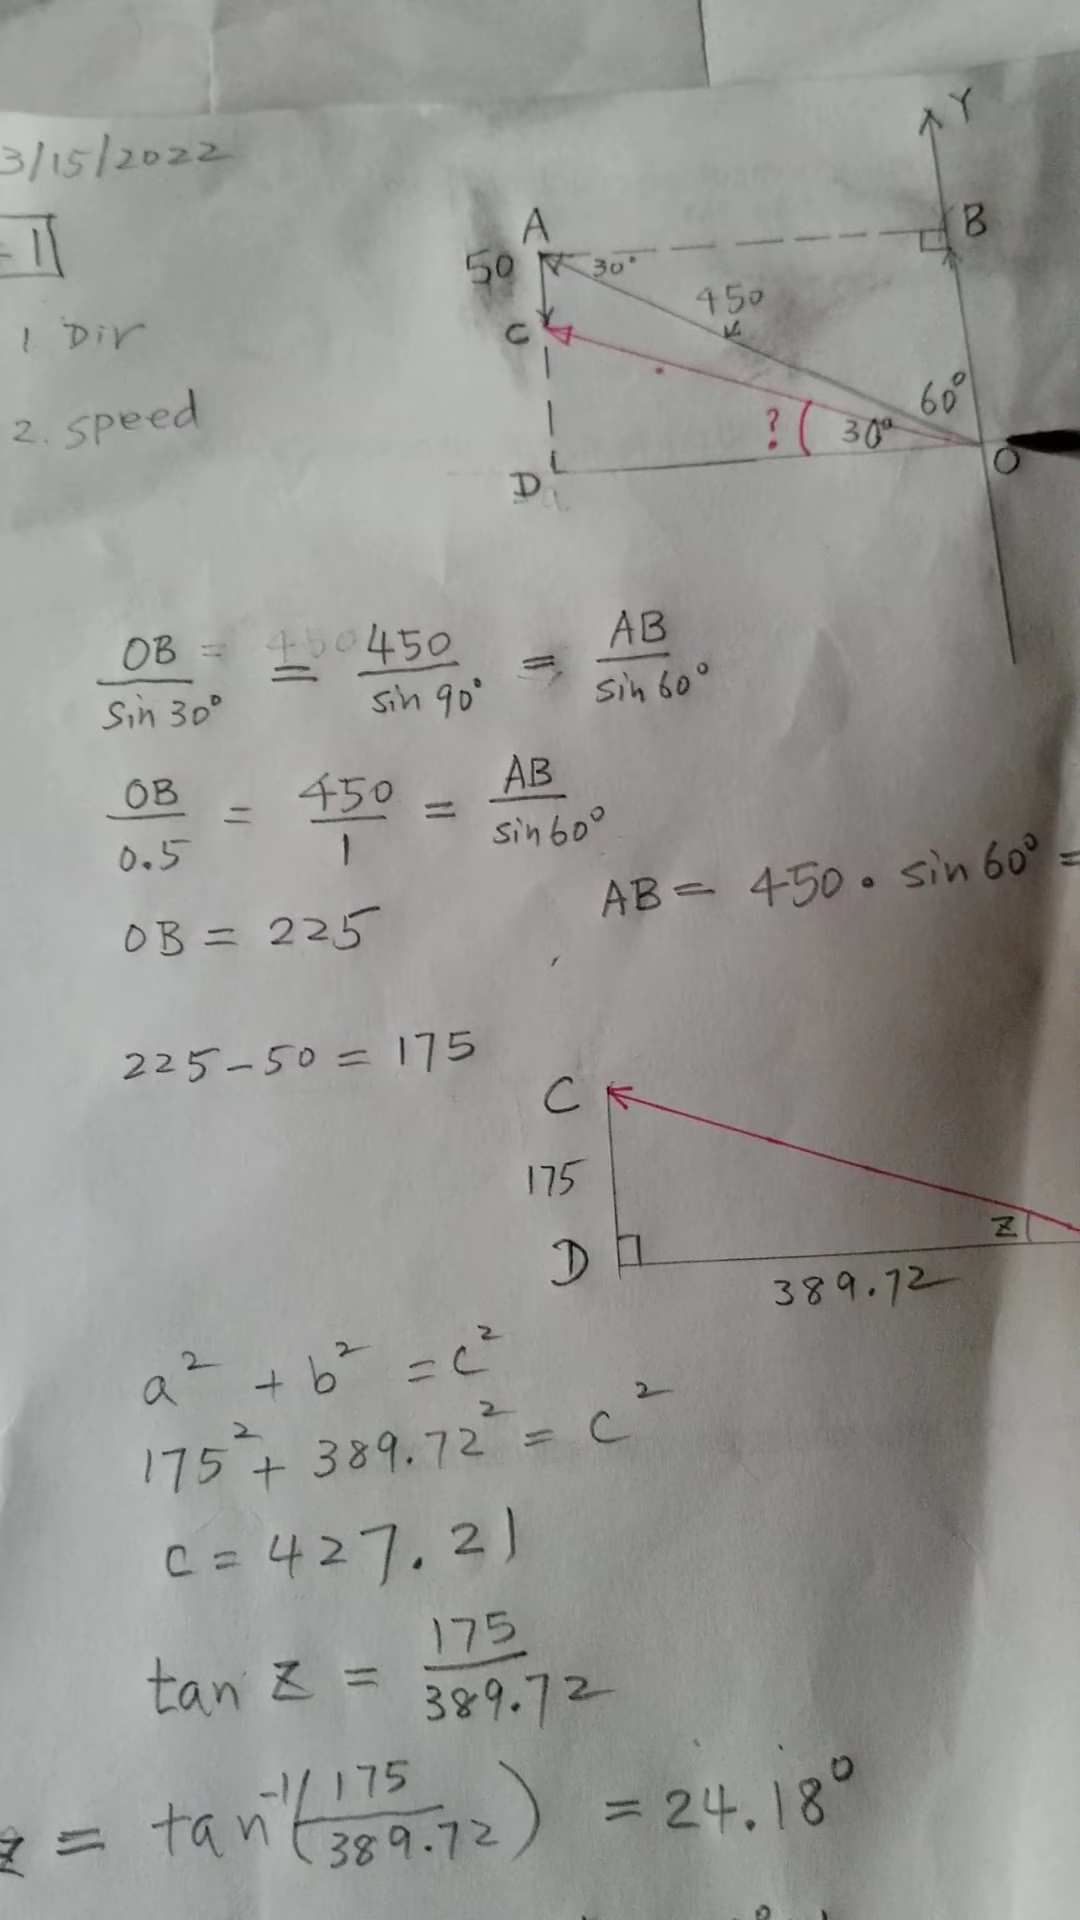 3/15/2022
1
1 Dir
2. speed
Y
A
B
50
30°
450
C
60°
?
30°
O
D
OB = 450 450 = AB
sin 30° = sin 90° sin 60°
OB = 450 = AB
0.5 1 sin 60°
AB = 450 · sin 60° =
OB = 225
225 - 50 = 175
C
175
Z
D
389.72
a² + b² = c²
175² + 389.72² = c²
c = 427.21
tan Z = 175
389.72
z = tan⁻¹(175/389.72) = 24.18°